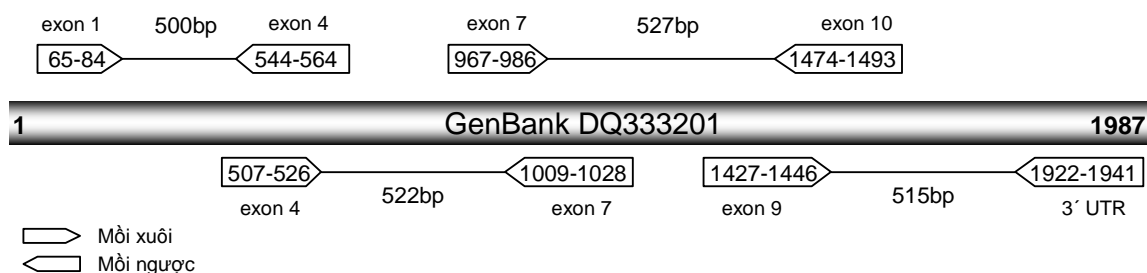 exon 1 500bp exon 4 exon 7 527bp exon 10
65-84 544-564 967-986 1474-1493
1 GenBank DQ333201 1987
507-526 1009-1028 1427-1446 1922-1941
522bp 515bp
exon 4 exon 7 exon 9 3´ UTR
Mồi xuôi
Mồi ngược